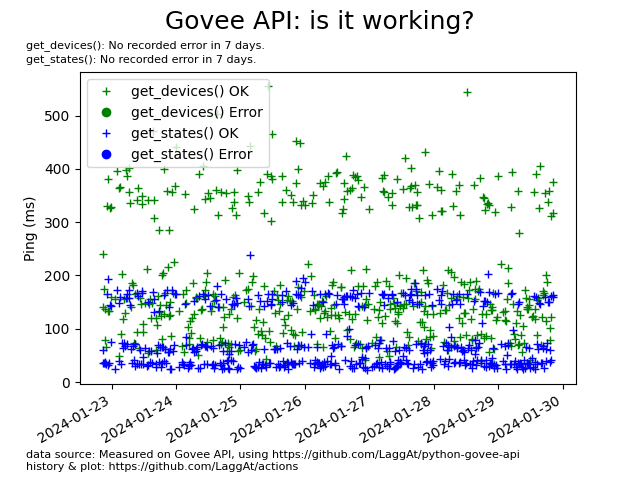 Govee API: is it working?
get_devices(): No recorded error in 7 days.
get_states(): No recorded error in 7 days.
get_devices() OK
get_devices() Error
get_states() OK
get_states() Error
Ping (ms)
500
400
300
200
100
0
2024-01-23
2024-01-24
2024-01-25
2024-01-26
2024-01-27
2024-01-28
2024-01-29
2024-01-30
data source: Measured on Govee API, using https://github.com/LaggAt/python-govee-api
history & plot: https://github.com/LaggAt/actions